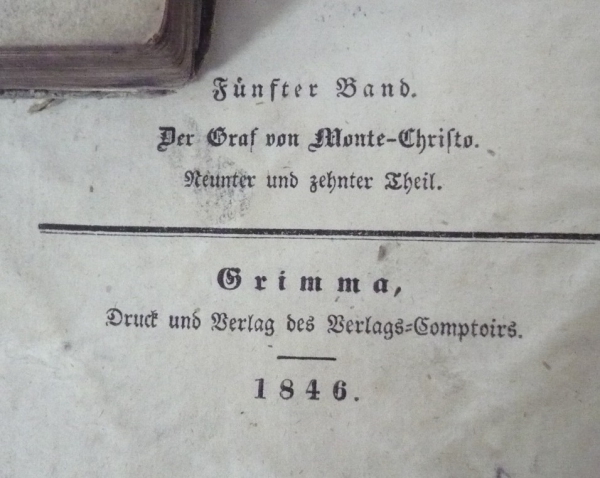 Fünfter Band.
Der Graf von Monte-Christo.
Neunter und zehnter Theil.
Grimma,
Druck und Verlag des Verlags-Comptoirs.
1846.